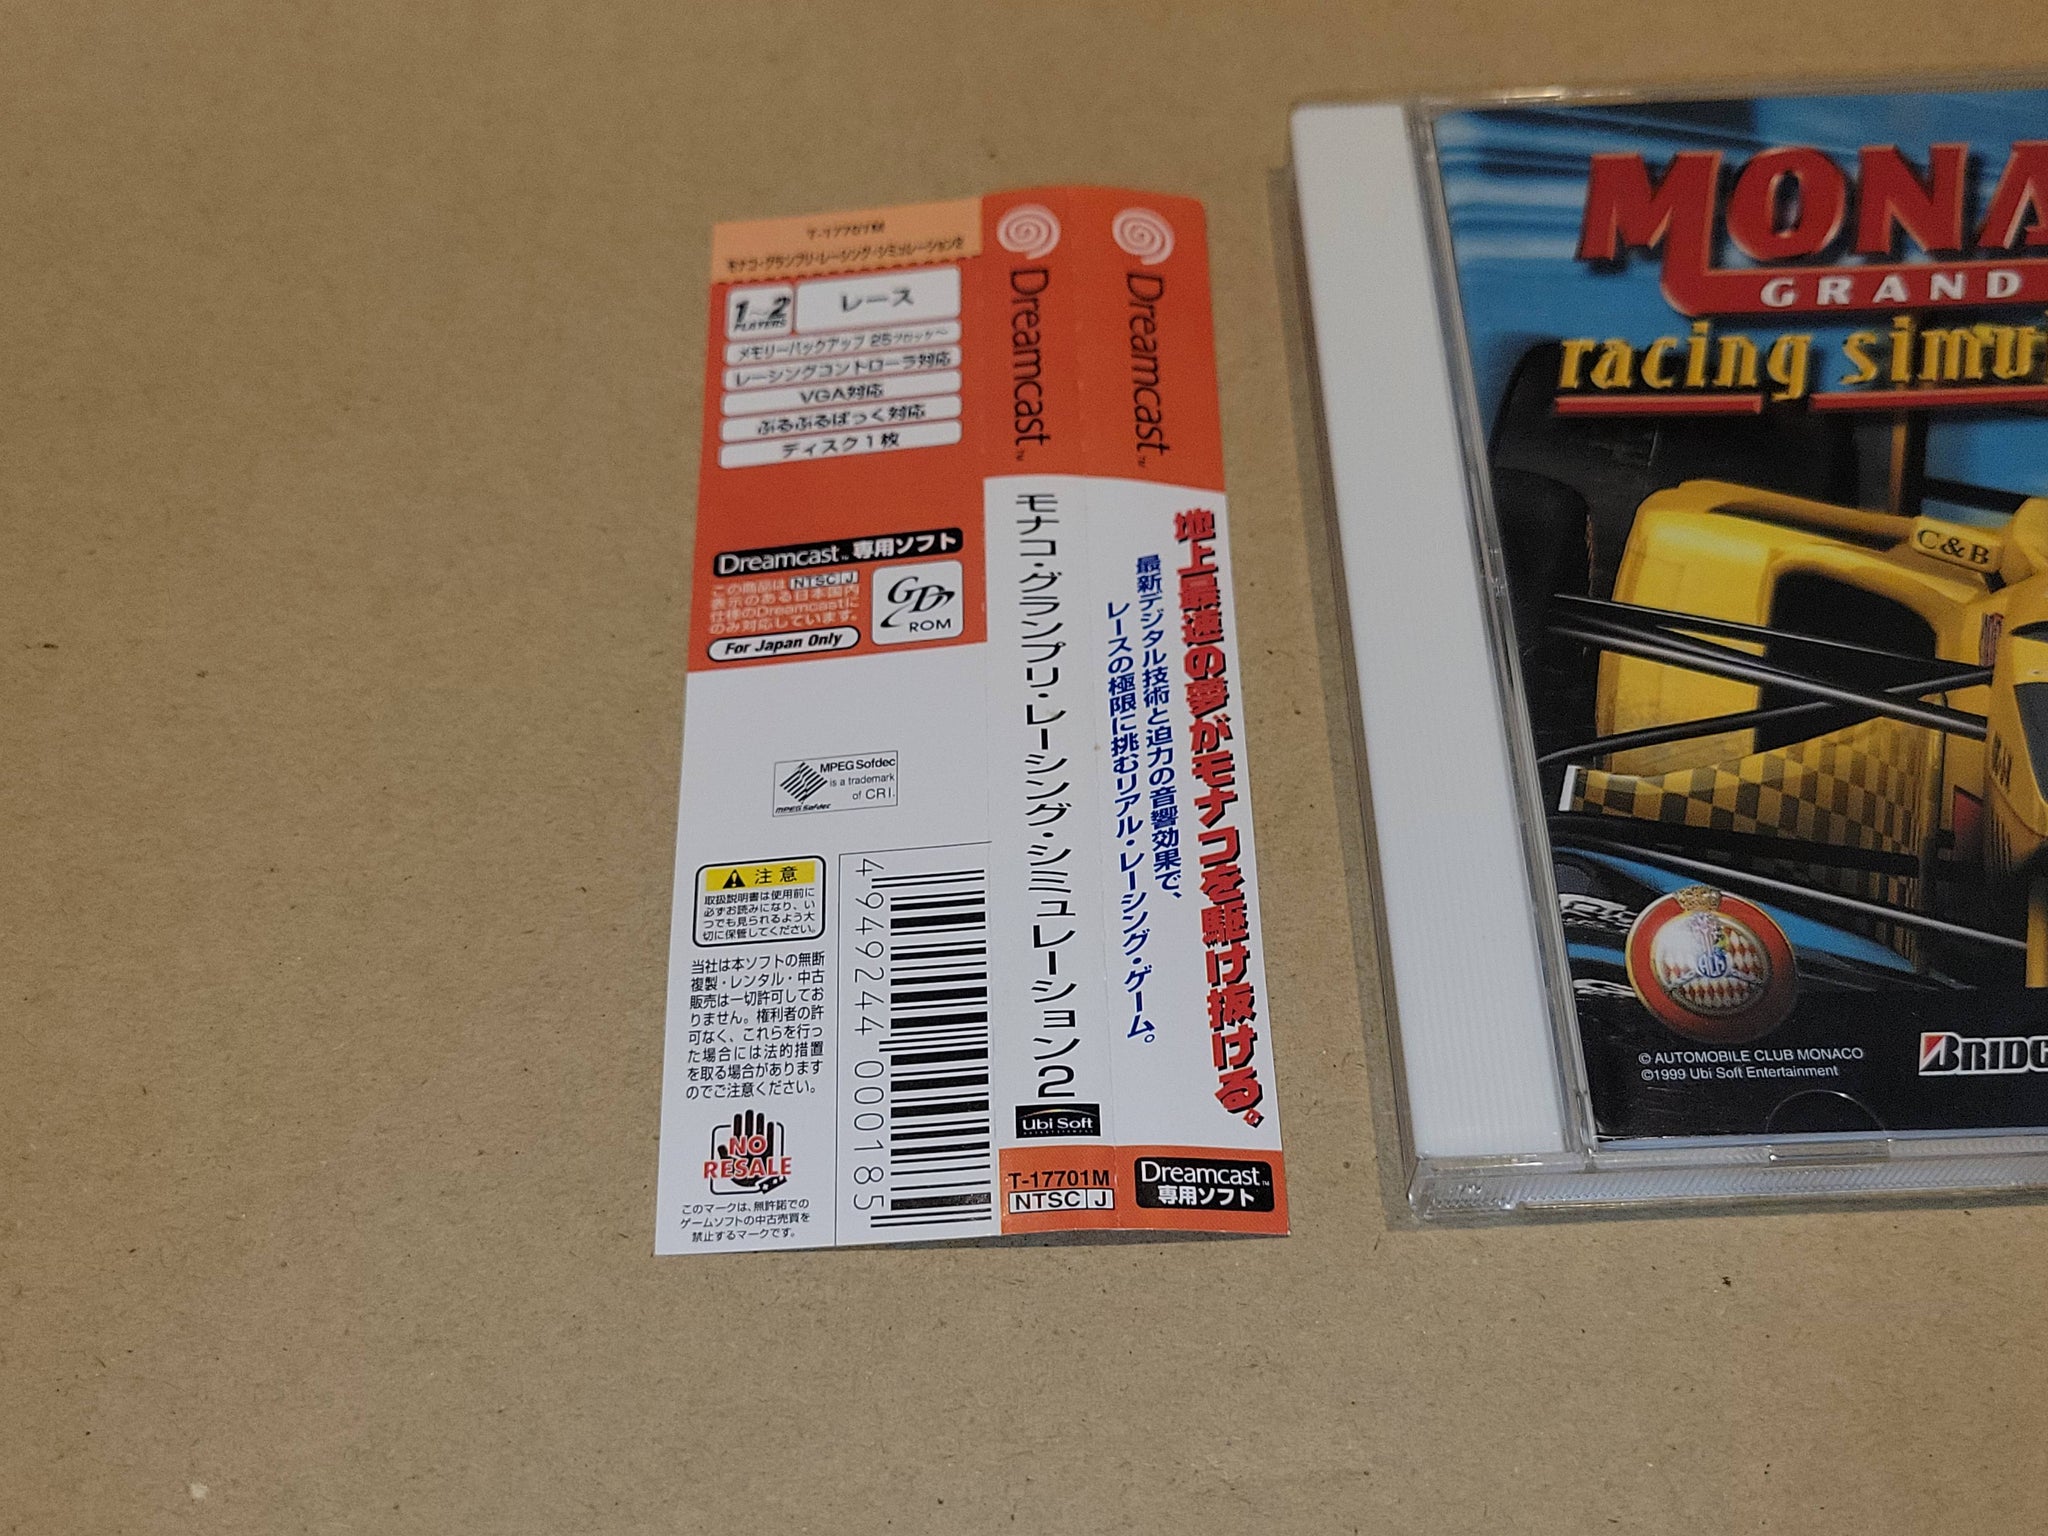 T-17701M
モナコ・グランプリ・レーシング・シミュレーション2
1～2
PLAYERS
レース
メモリーバックアップ 25ブロック～
レーシングコントローラ対応
VGA対応
ぷるぷるぱっく対応
ディスク1枚
Dreamcast™ 専用ソフト
この商品は NTSC J
表示のある日本国内
仕様のDreamcastに
のみ対応しています。
For Japan Only
GD
ROM
MPEG Sofdec
is a trademark
of CRI.
MPEG Sofdec
注意
取扱説明書は使用前に
必ずお読みになり、い
つでも見られるよう大
切に保管してください。
当社は本ソフトの無断
複製・レンタル・中古
販売は一切許可してお
りません。権利者の許
可なく、これらを行っ
た場合には法的措置
を取る場合があります
のでご注意ください。
NO
RESALE
このマークは、無許諾での
ゲームソフトの中古売買を
禁止するマークです。
4949244000185
Dreamcast™
モナコ・グランプリ・レーシング・シミュレーション2
Ubi Soft
T-17701M
NTSC J
Dreamcast™
地上最速の夢がモナコを駆け抜ける。
最新デジタル技術と迫力の音響効果で、
レースの極限に挑むリアル・レーシング・ゲーム。
Dreamcast™
専用ソフト
MONA
GRAND
racing simu
C&B
© AUTOMOBILE CLUB MONACO
©1999 Ubi Soft Entertainment
BRIDG